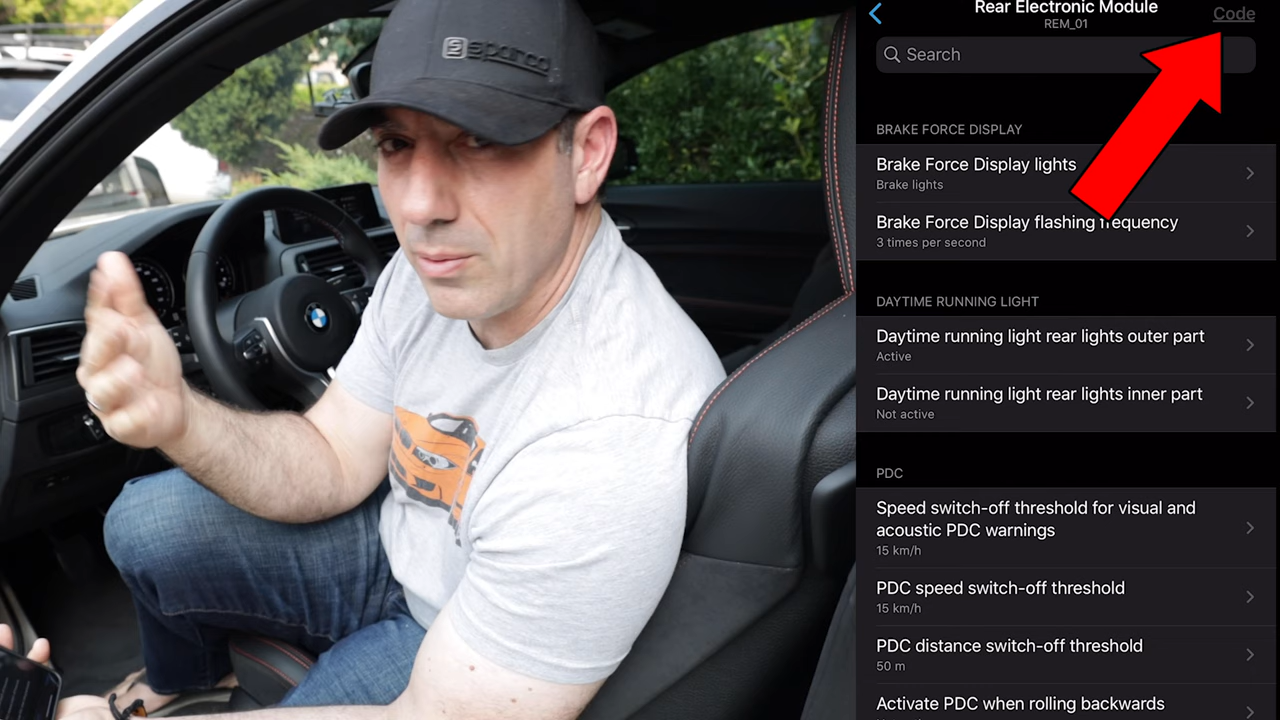 sparco
Rear Electronic Module
REM_01
Code
Search
BRAKE FORCE DISPLAY
Brake Force Display lights
Brake lights
Brake Force Display flashing frequency
3 times per second
DAYTIME RUNNING LIGHT
Daytime running light rear lights outer part
Active
Daytime running light rear lights inner part
Not active
PDC
Speed switch-off threshold for visual and
acoustic PDC warnings
15 km/h
PDC speed switch-off threshold
15 km/h
PDC distance switch-off threshold
50 m
Activate PDC when rolling backwards